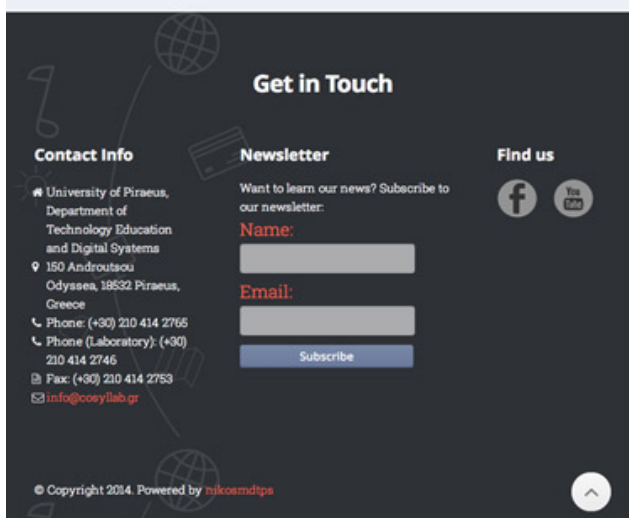 Get in Touch
Contact Info
University of Piraeus,
Department of
Technology Education
and Digital Systems
150 Androutsou
Odyssea, 18532 Piraeus,
Greece
Phone: (+30) 210 414 2765
Phone (Laboratory): (+30)
210 414 2746
Fax: (+30) 210 414 2753
info@cosyllab.gr
Newsletter
Want to learn our news? Subscribe to
our newsletter:
Name:
Email:
Subscribe
Find us
You
Tube
© Copyright 2014. Powered by nikosmdtps